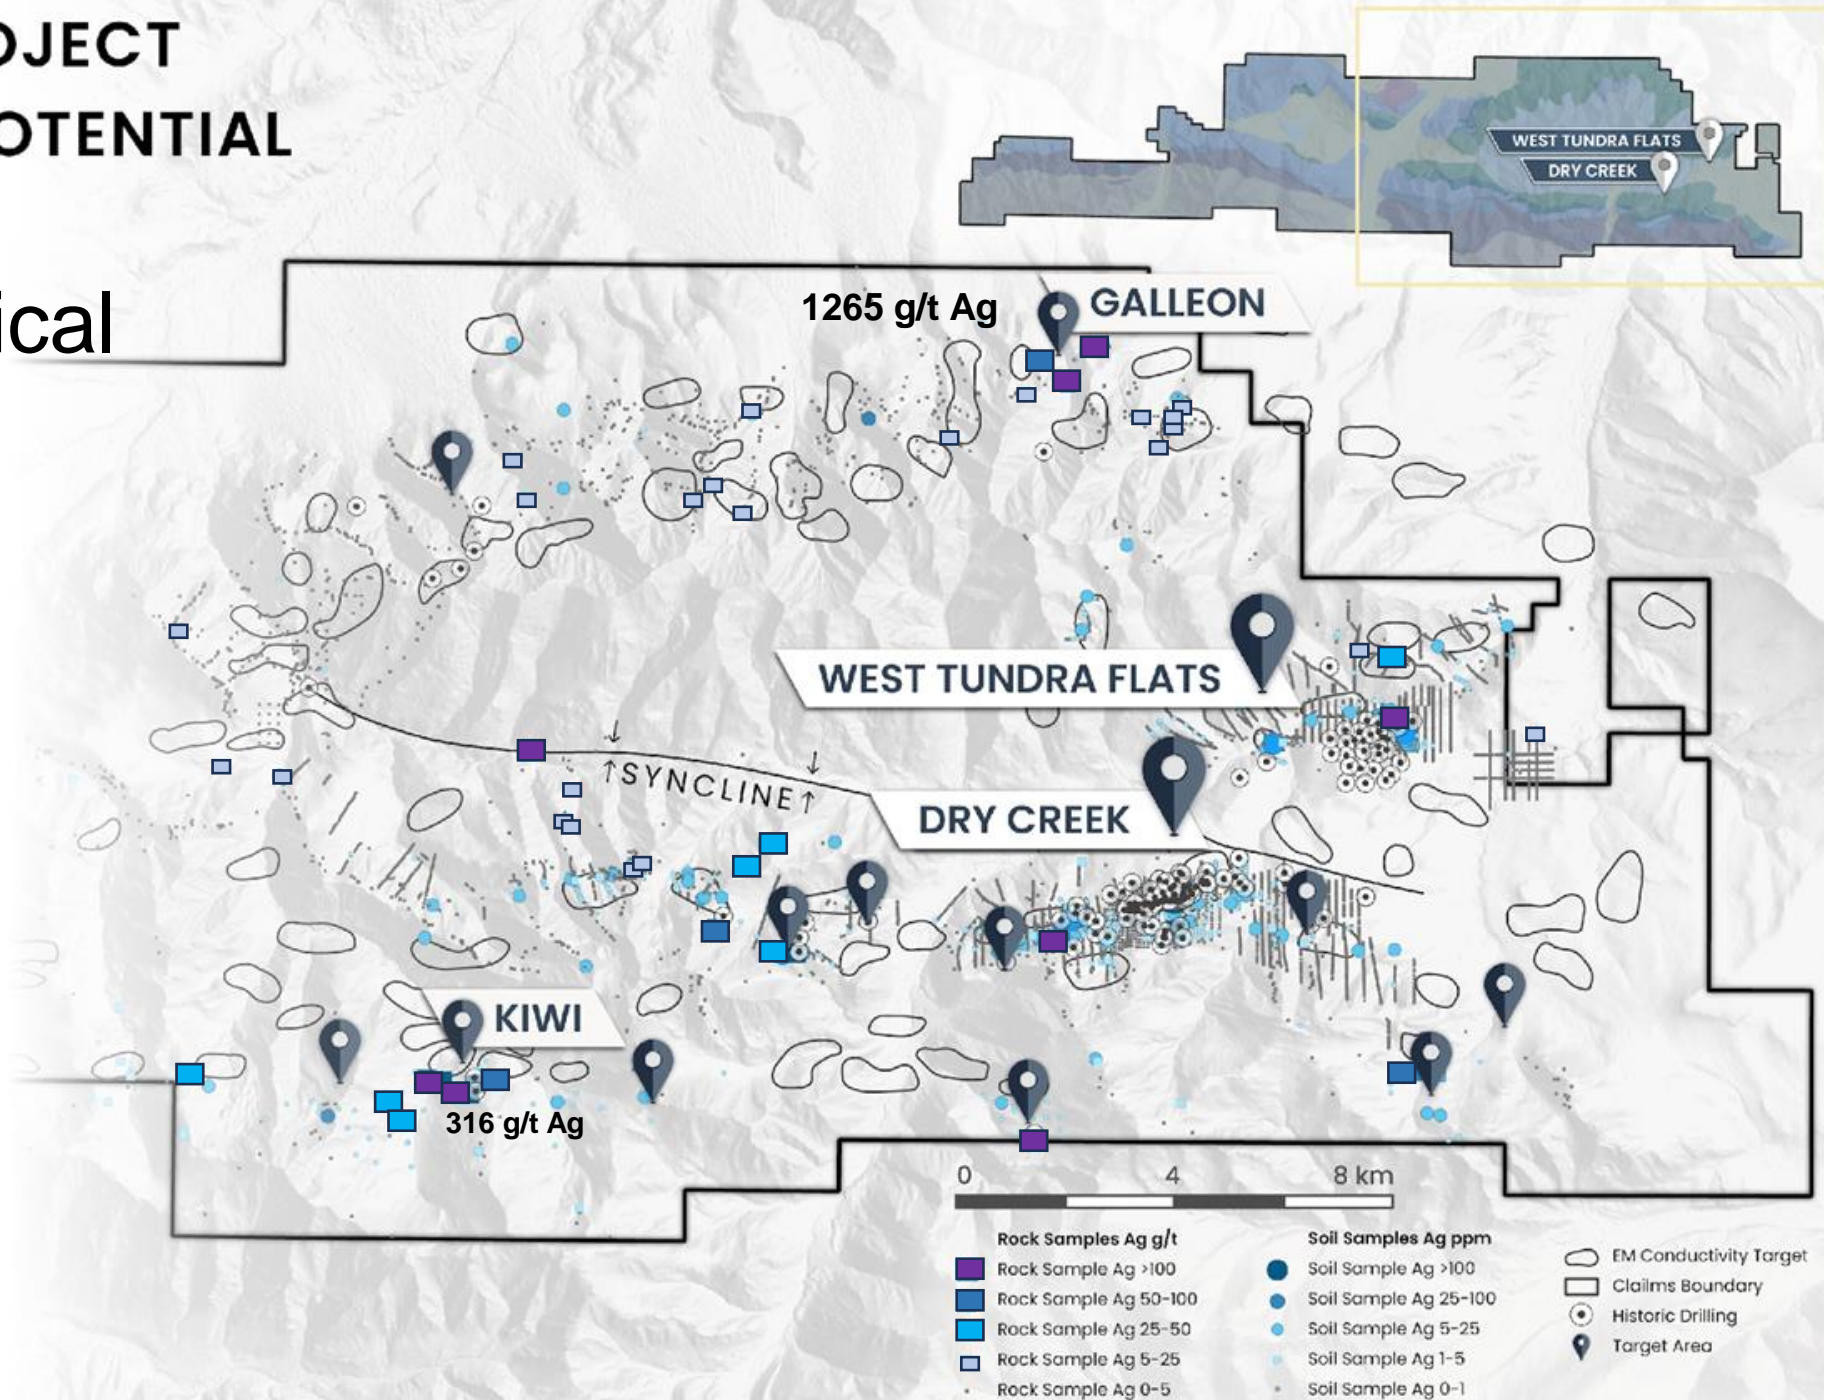 OJECT
OTENTIAL
ical
WEST TUNDRA FLATS
DRY CREEK
1265 g/t Ag
GALLEON
WEST TUNDRA FLATS
SYNCLINE
DRY CREEK
KIWI
316 g/t Ag
0 4 8 km
Rock Samples Ag g/t
Rock Sample Ag >100
Rock Sample Ag 50-100
Rock Sample Ag 25-50
Rock Sample Ag 5-25
Rock Sample Ag 0-5
Soil Samples Ag ppm
Soil Sample Ag >100
Soil Sample Ag 25-100
Soil Sample Ag 5-25
Soil Sample Ag 1-5
Soil Sample Ag 0-1
EM Conductivity Target
Clailms Boundary
Historic Drilling
Target Area